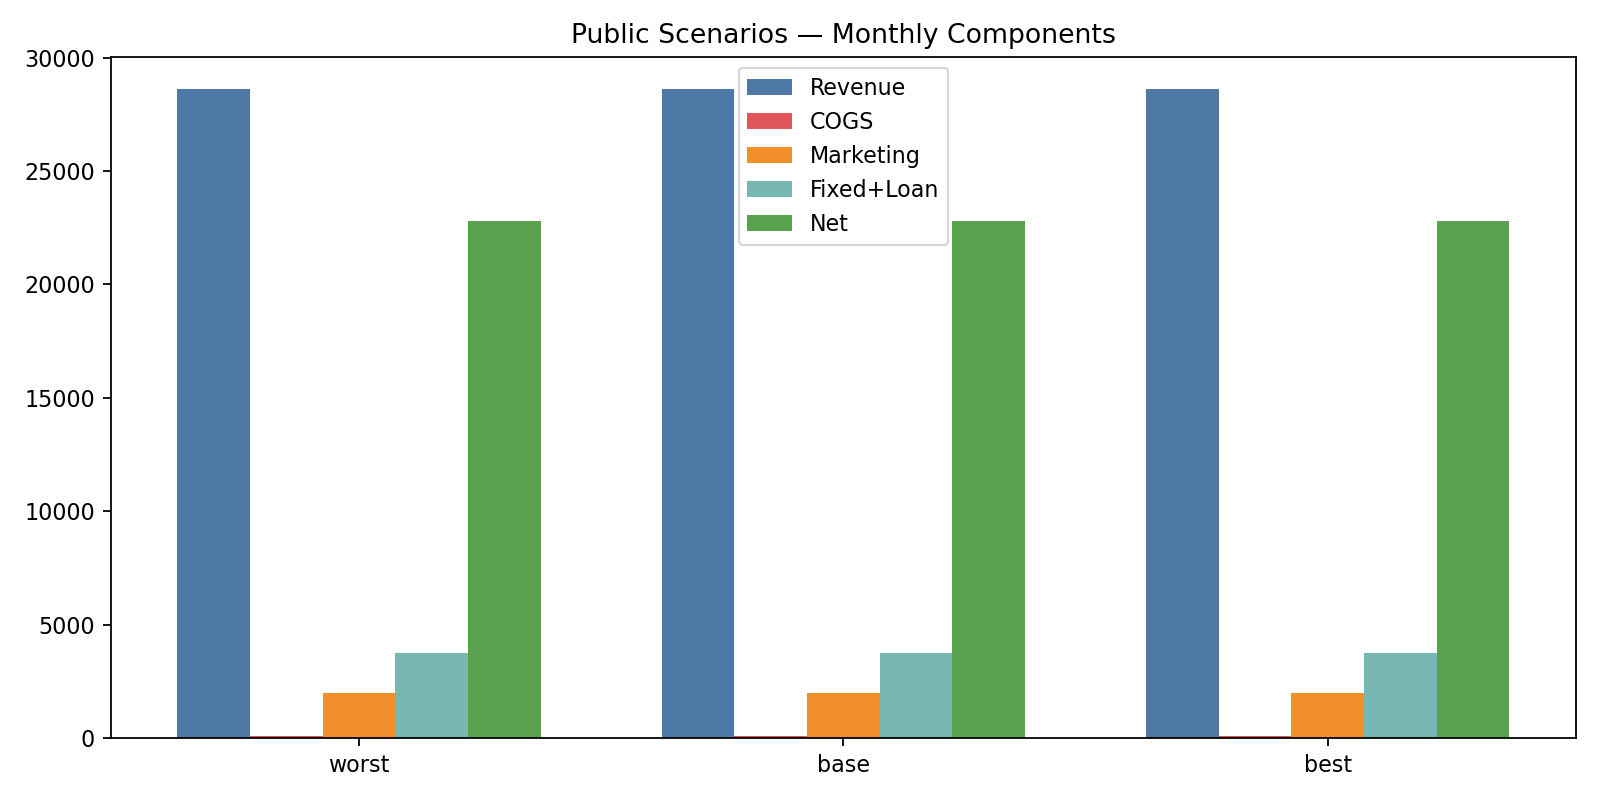 Public Scenarios — Monthly Components
30000
25000
20000
15000
10000
5000
0
Revenue
COGS
Marketing
Fixed+Loan
Net
worst
base
best